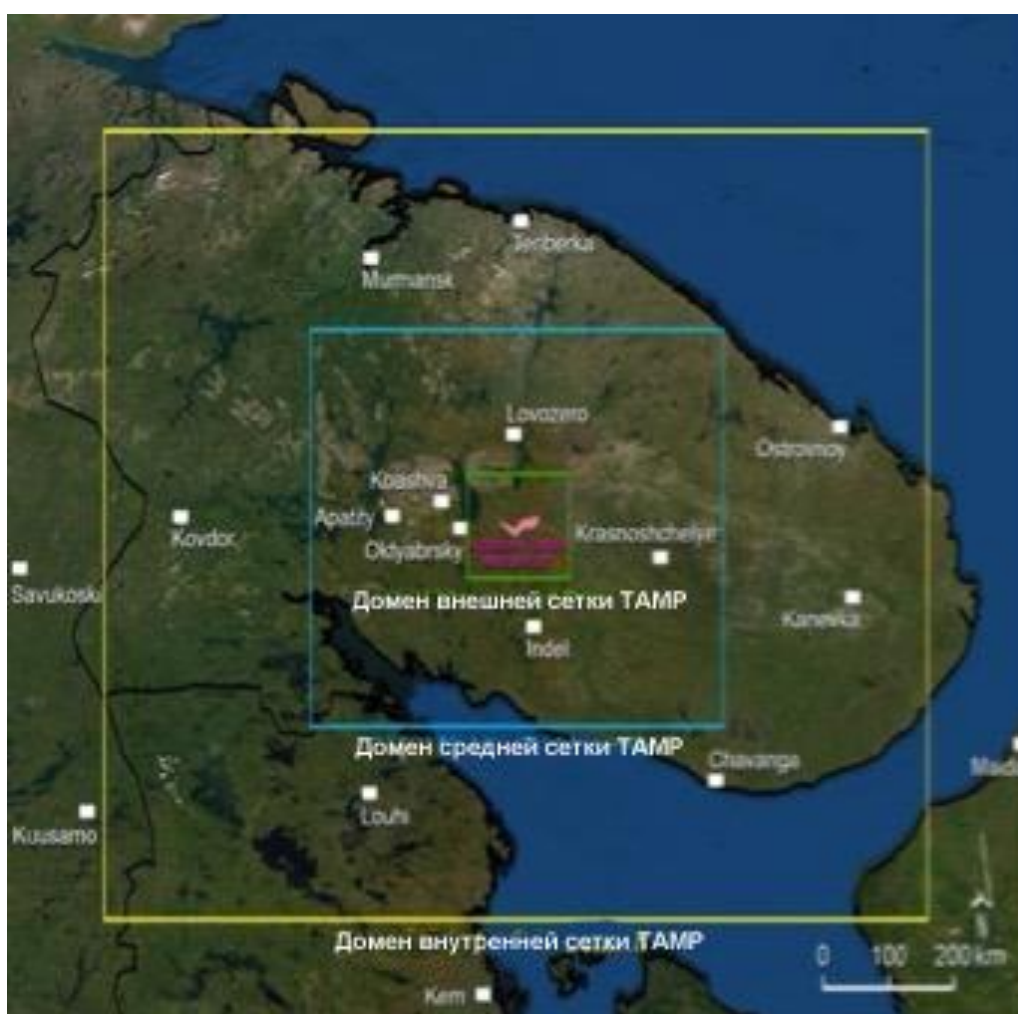 Teriberka
Murmansk
Lovozero
Ostrovnoy
Koashva
Apatity
Oktyabrsky
Krasnoshchelye
Kovdor
Savukoski
Домен внешней сетки TAMP
Kanevka
Indel
Домен средней сетки TAMP
Chavanga
Louhi
Kuusamo
Домен внутренней сетки TAMP
N
0 100 200 km
Kem